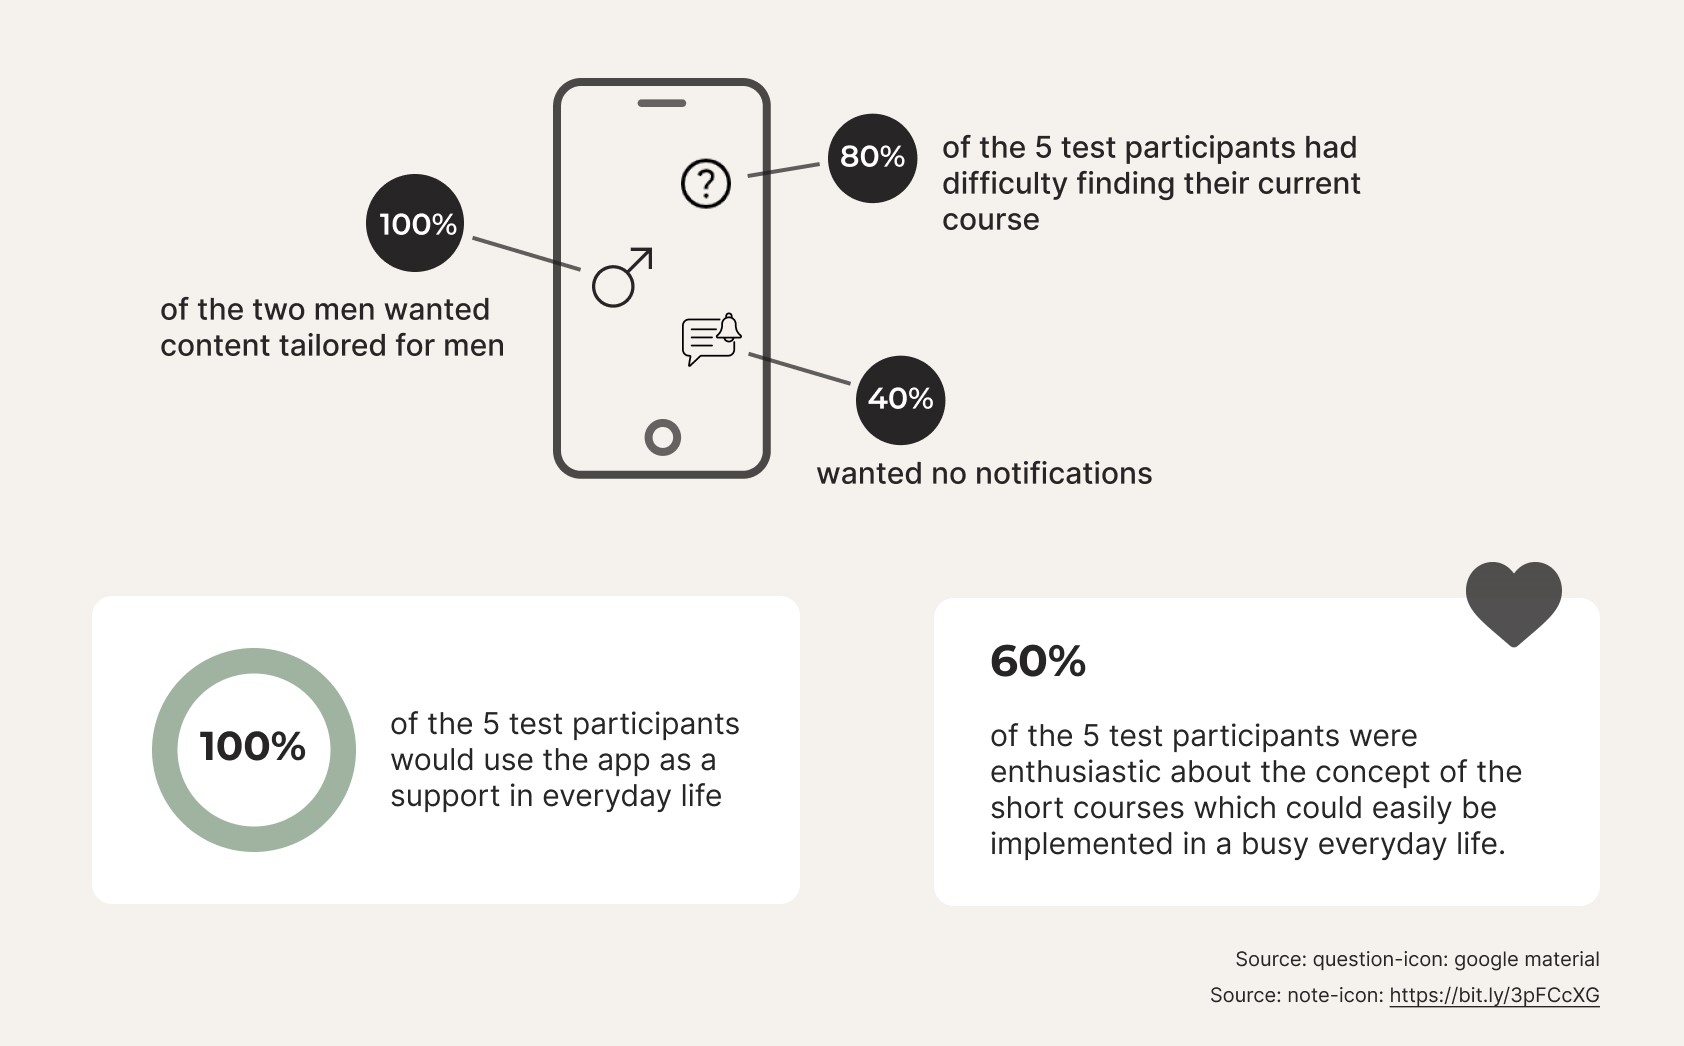 80%
of the 5 test participants had
difficulty finding their current
course
100%
of the two men wanted
content tailored for men
?
40%
wanted no notifications
100%
of the 5 test participants
would use the app as a
support in everyday life
60%
of the 5 test participants were
enthusiastic about the concept of the
short courses which could easily be
implemented in a busy everyday life.
Source: question-icon: google material
Source: note-icon: https://bit.ly/3pFCcXG